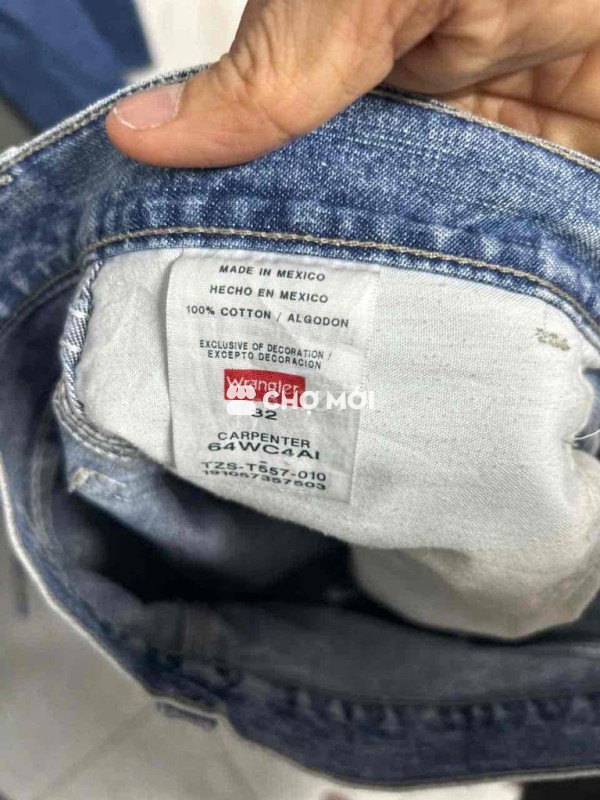 MADE IN MEXICO
HECHO EN MEXICO
100% COTTON / ALGODON
EXCLUSIVE OF DECORATION /
EXCEPTO DECORACION
Wrangler
CHỢ MỚI
32
CARPENTER
64WC4AI
TZS-T557-010
191057357503